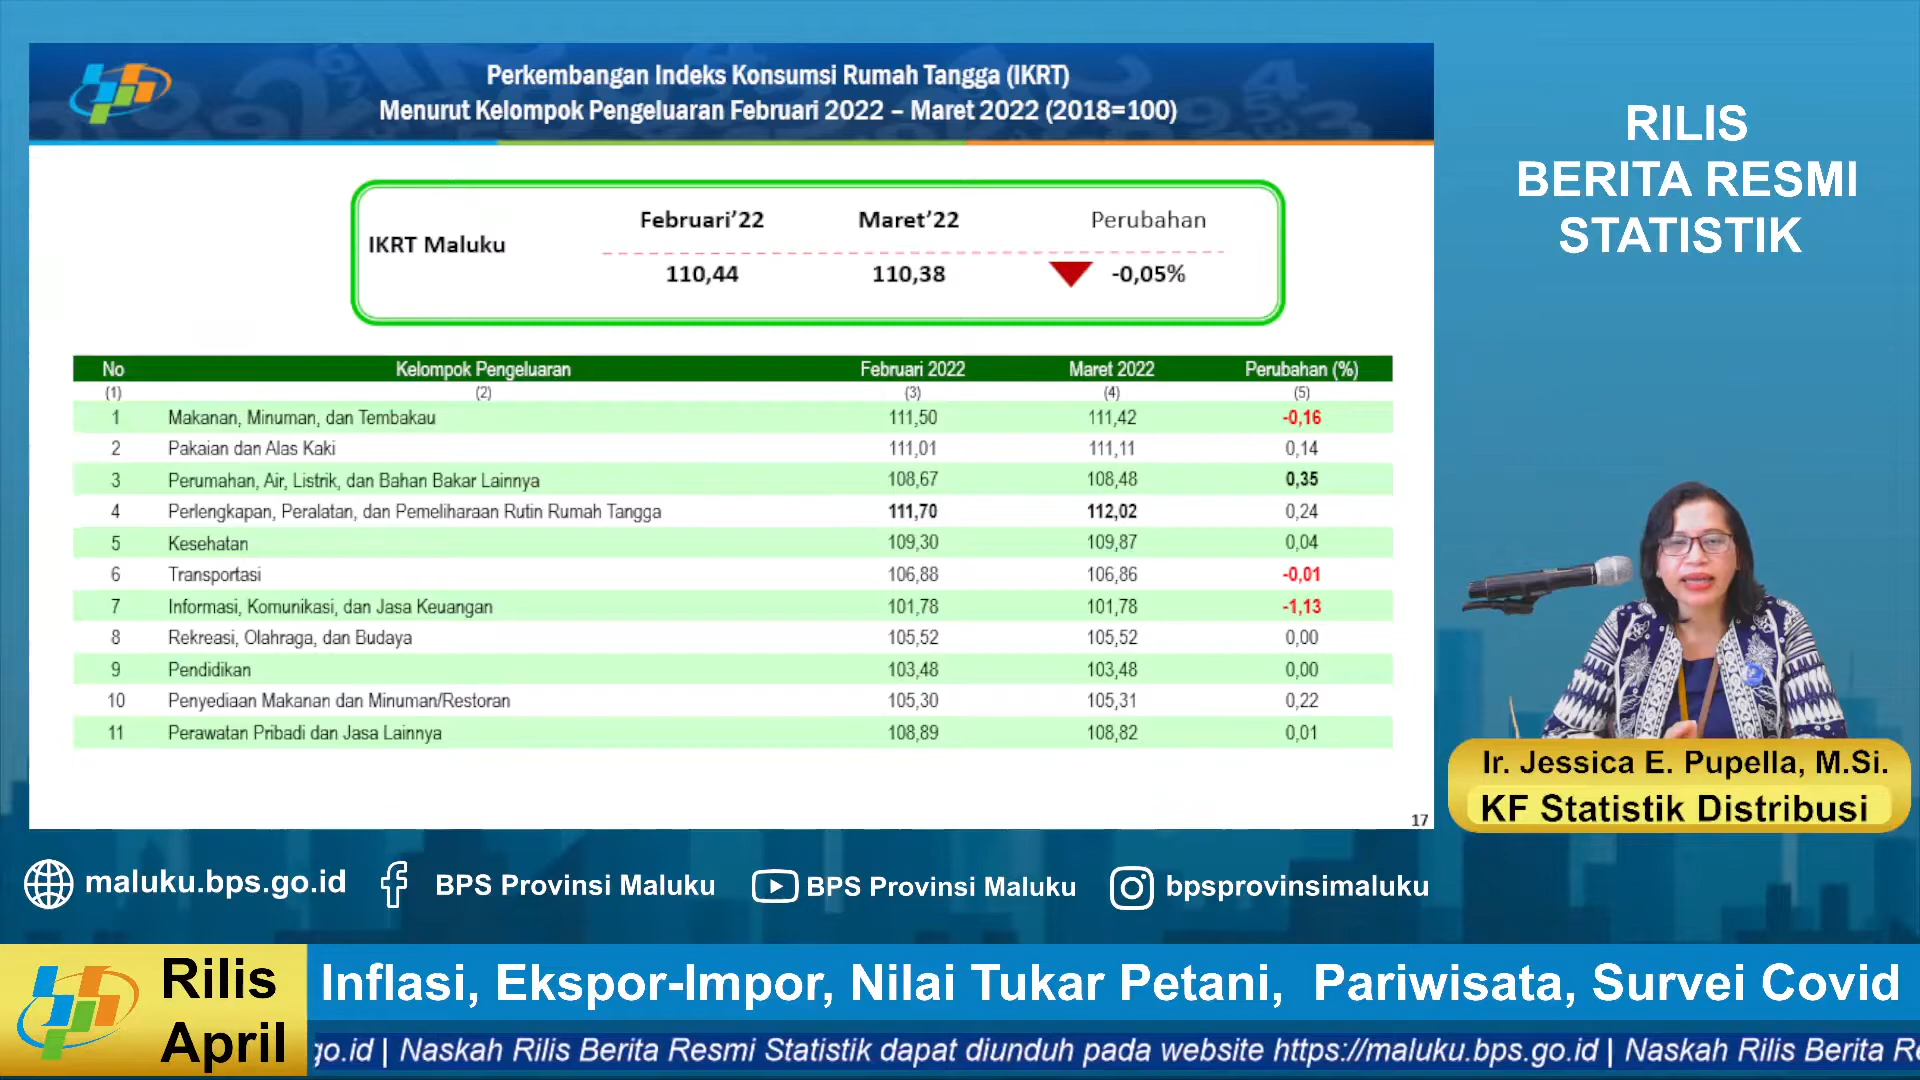 Perkembangan Indeks Konsumsi Rumah Tangga (IKRT)
Menurut Kelompok Pengeluaran Februari 2022 – Maret 2022 (2018=100)
IKRT Maluku
Februari’22 Maret’22 Perubahan
110,44 110,38 -0,05%
No Kelompok Pengeluaran Februari 2022 Maret 2022 Perubahan (%)
(1) (2) (3) (4) (5)
1 Makanan, Minuman, dan Tembakau 111,50 111,42 -0,16
2 Pakaian dan Alas Kaki 111,01 111,11 0,14
3 Perumahan, Air, Listrik, dan Bahan Bakar Lainnya 108,67 108,48 0,35
4 Perlengkapan, Peralatan, dan Pemeliharaan Rutin Rumah Tangga 111,70 112,02 0,24
5 Kesehatan 109,30 109,87 0,04
6 Transportasi 106,88 106,86 -0,01
7 Informasi, Komunikasi, dan Jasa Keuangan 101,78 101,78 -1,13
8 Rekreasi, Olahraga, dan Budaya 105,52 105,52 0,00
9 Pendidikan 103,48 103,48 0,00
10 Penyediaan Makanan dan Minuman/Restoran 105,30 105,31 0,22
11 Perawatan Pribadi dan Jasa Lainnya 108,89 108,82 0,01
17
RILIS
BERITA RESMI
STATISTIK
Ir. Jessica E. Pupella, M.Si.
KF Statistik Distribusi
maluku.bps.go.id BPS Provinsi Maluku BPS Provinsi Maluku bpsprovinsimaluku
Rilis
April
Inflasi, Ekspor-Impor, Nilai Tukar Petani, Pariwisata, Survei Covid
go.id | Naskah Rilis Berita Resmi Statistik dapat diunduh pada website https://maluku.bps.go.id | Naskah Rilis Berita Re